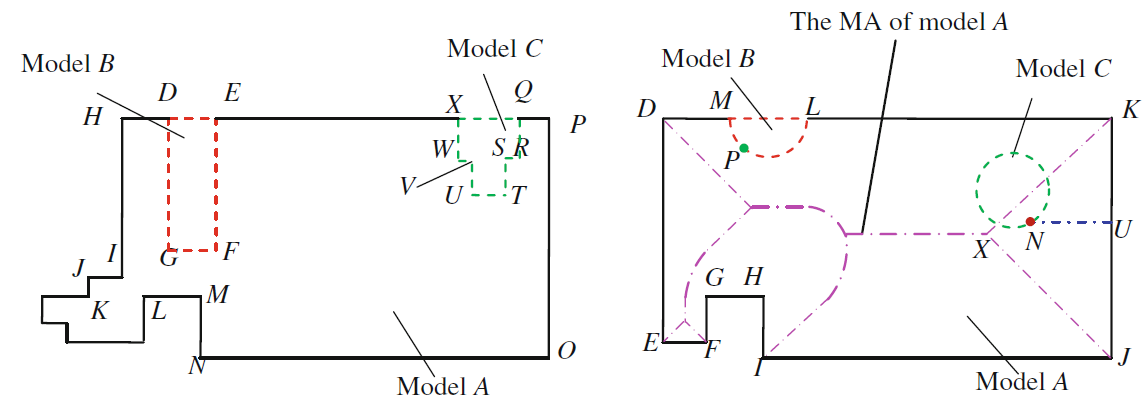 Model B
Model C
D
E
H
X
Q
P
W
S
R
V
U
T
I
G
F
J
K
L
M
N
O
Model A
The MA of model A
Model B
Model C
D
M
L
K
P
U
X
N
G
H
E
F
I
J
Model A